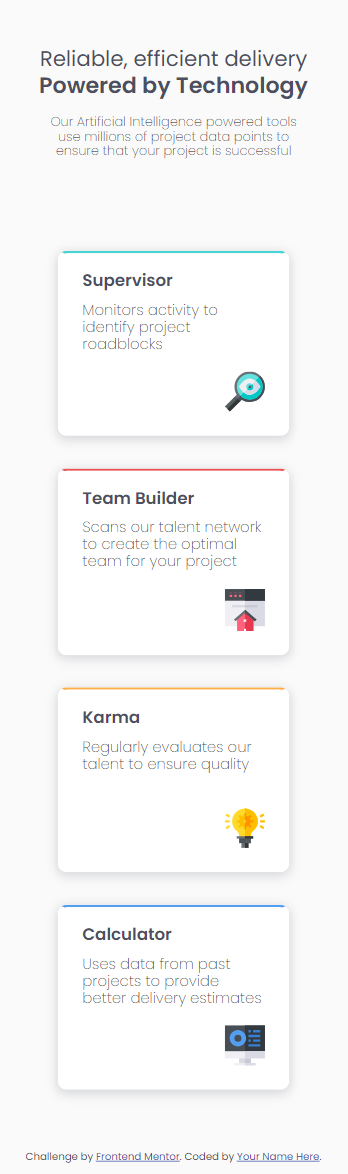 Reliable, efficient delivery
Powered by Technology
Our Artificial Intelligence powered tools
use millions of project data points to
ensure that your project is successful
Supervisor
Monitors activity to
identify project
roadblocks
Team Builder
Scans our talent network
to create the optimal
team for your project
Karma
Regularly evaluates our
talent to ensure quality
Calculator
Uses data from past
projects to provide
better delivery estimates
Challenge by Frontend Mentor. Coded by Your Name Here.